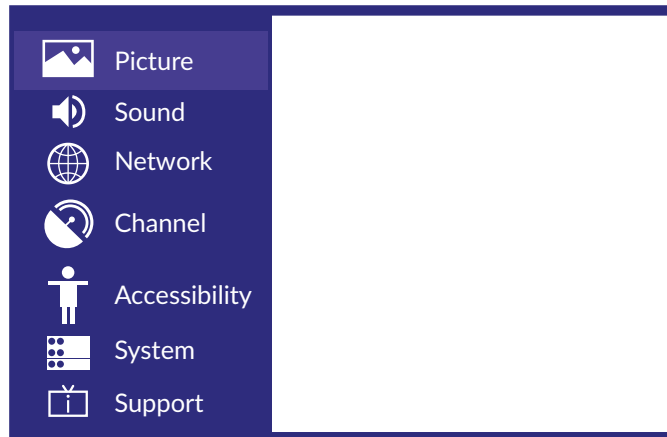 Picture
Sound
Network
Channel
Accessibility
System
i
Support